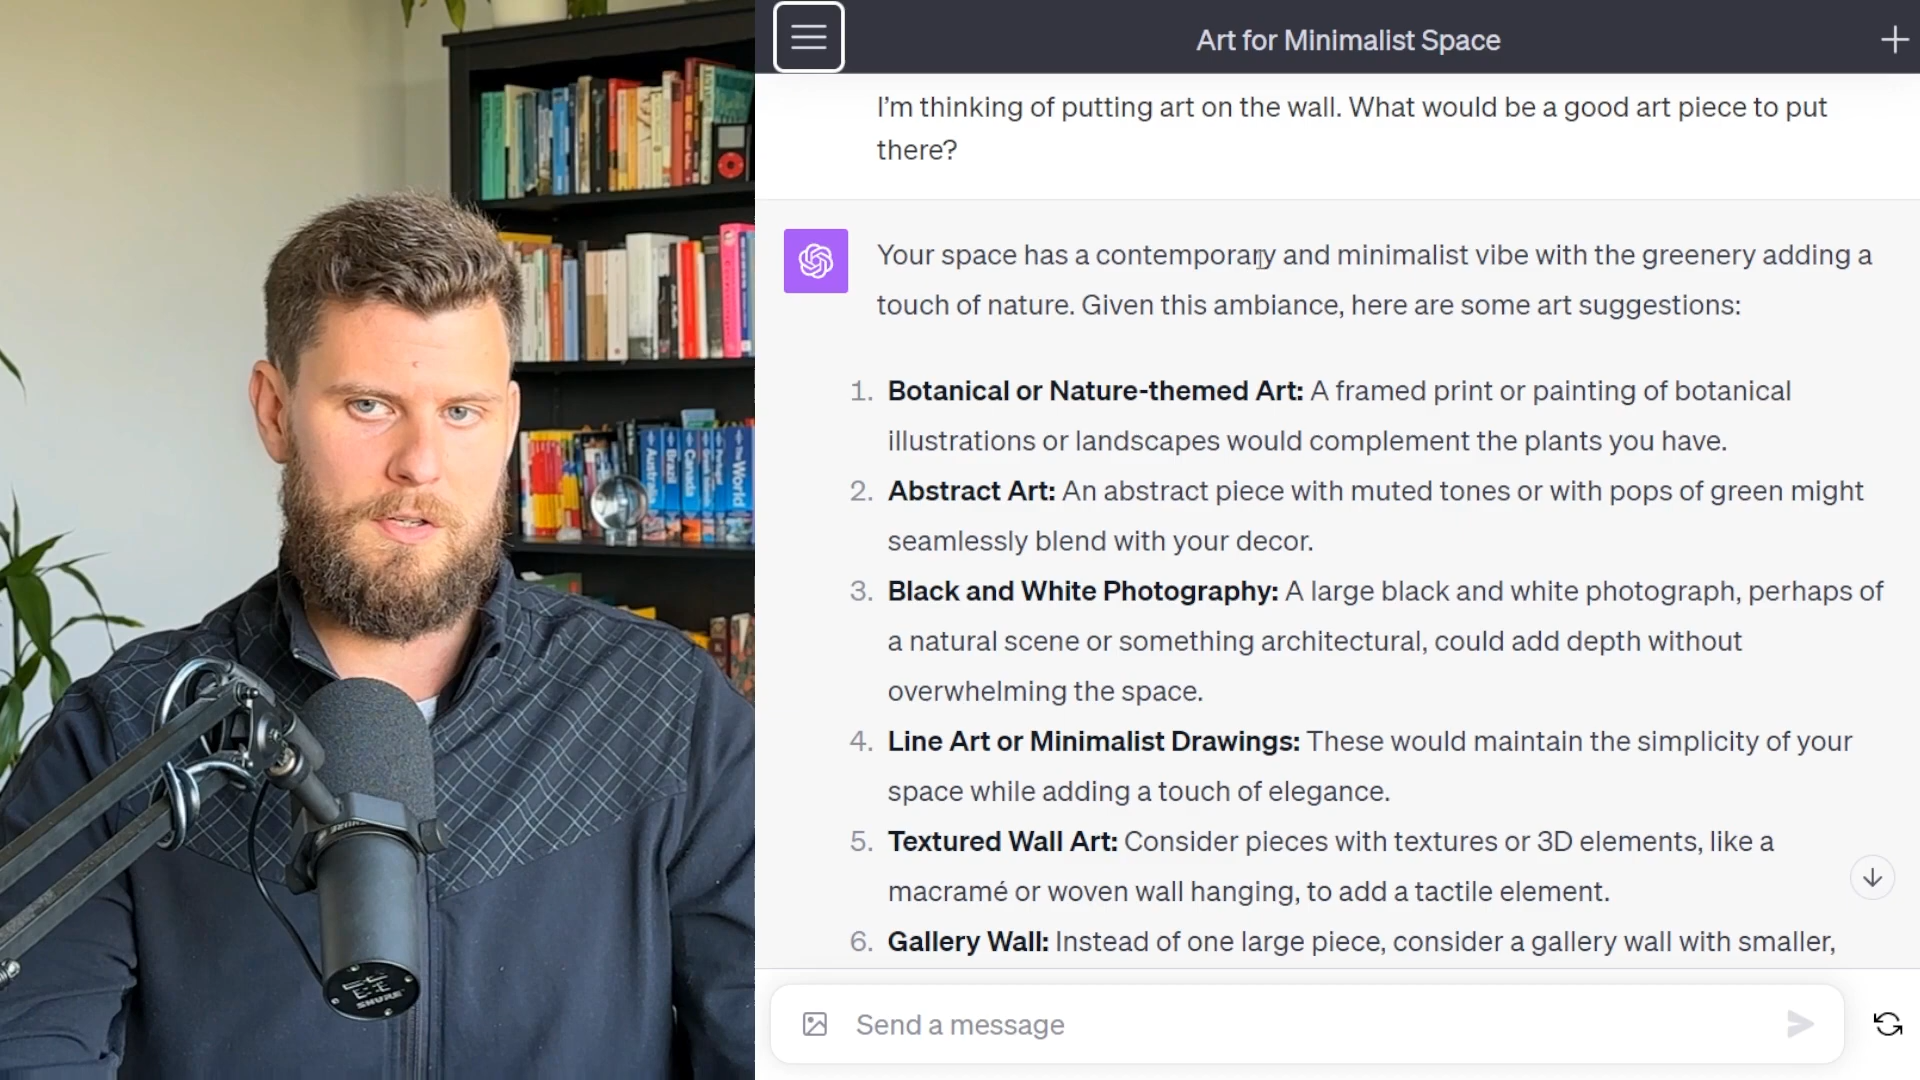 Art for Minimalist Space
I’m thinking of putting art on the wall. What would be a good art piece to put
there?
Your space has a contemporary and minimalist vibe with the greenery adding a
touch of nature. Given this ambiance, here are some art suggestions:
1. Botanical or Nature-themed Art: A framed print or painting of botanical
illustrations or landscapes would complement the plants you have.
2. Abstract Art: An abstract piece with muted tones or with pops of green might
seamlessly blend with your decor.
3. Black and White Photography: A large black and white photograph, perhaps of
a natural scene or something architectural, could add depth without
overwhelming the space.
4. Line Art or Minimalist Drawings: These would maintain the simplicity of your
space while adding a touch of elegance.
5. Textured Wall Art: Consider pieces with textures or 3D elements, like a
macramé or woven wall hanging, to add a tactile element.
6. Gallery Wall: Instead of one large piece, consider a gallery wall with smaller,
Send a message
Australia
Brazil
Canada
The World
SHURE